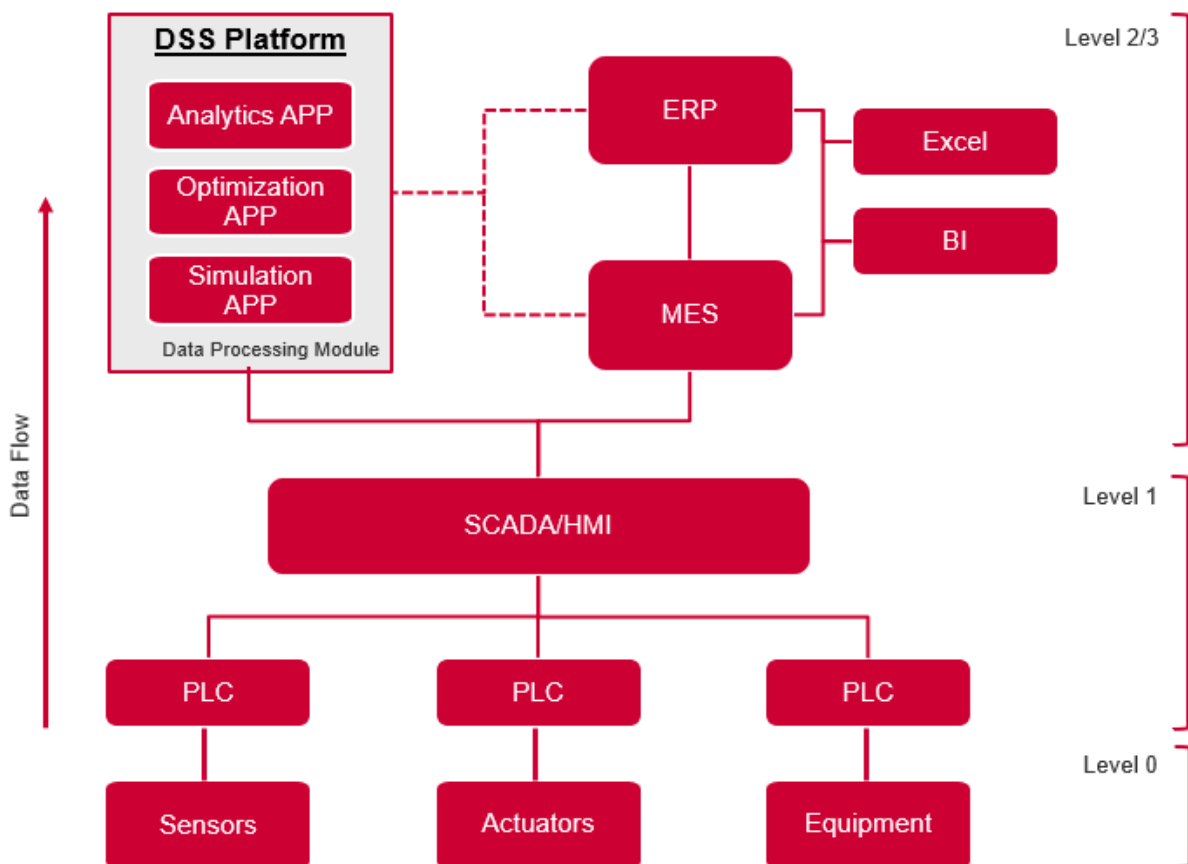 DSS Platform
Analytics APP
Optimization
APP
Simulation
APP
Data Processing Module
ERP
MES
Excel
BI
Level 2/3
Data Flow
SCADA/HMI
Level 1
PLC
PLC
PLC
Level 0
Sensors
Actuators
Equipment